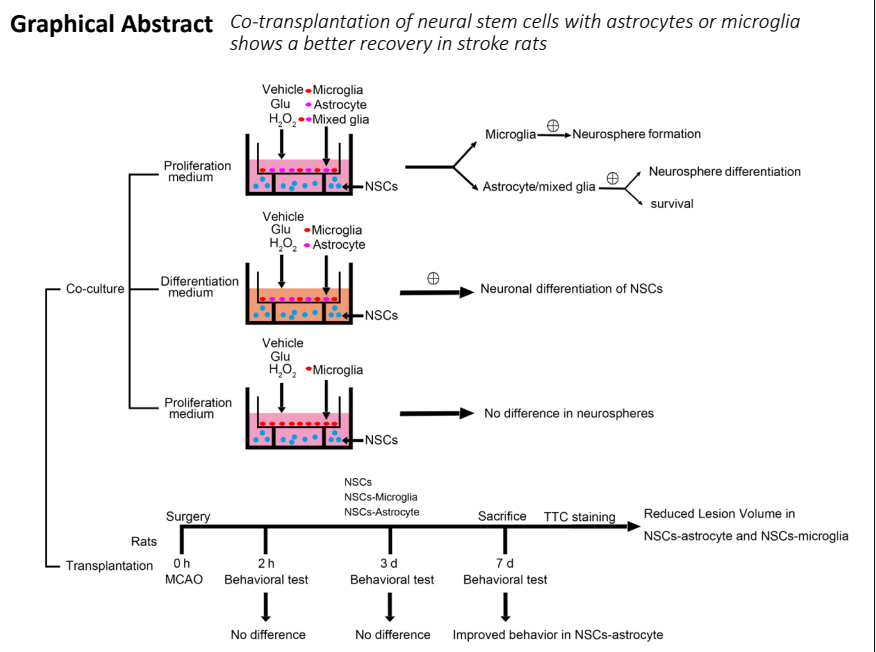 Graphical Abstract
Co-transplantation of neural stem cells with astrocytes or microglia
shows a better recovery in stroke rats
Vehicle
Glu
H₂O₂
Microglia
Astrocyte
Mixed glia
Proliferation
medium
NSCs
Microglia
⊕
Neurosphere formation
Astrocyte/mixed glia
⊕
Neurosphere differentiation
survival
Vehicle
Glu
H₂O₂
Microglia
Astrocyte
Co-culture
Differentiation
medium
NSCs
⊕
Neuronal differentiation of NSCs
Vehicle
Glu
H₂O₂
Microglia
Proliferation
medium
NSCs
No difference in neurospheres
NSCs
NSCs-Microglia
NSCs-Astrocyte
Surgery
Sacrifice
TTC staining
Reduced Lesion Volume in
NSCs-astrocyte and NSCs-microglia
Rats
Transplantation
0 h
MCAO
2 h
Behavioral test
3 d
Behavioral test
7 d
Behavioral test
No difference
No difference
Improved behavior in NSCs-astrocyte